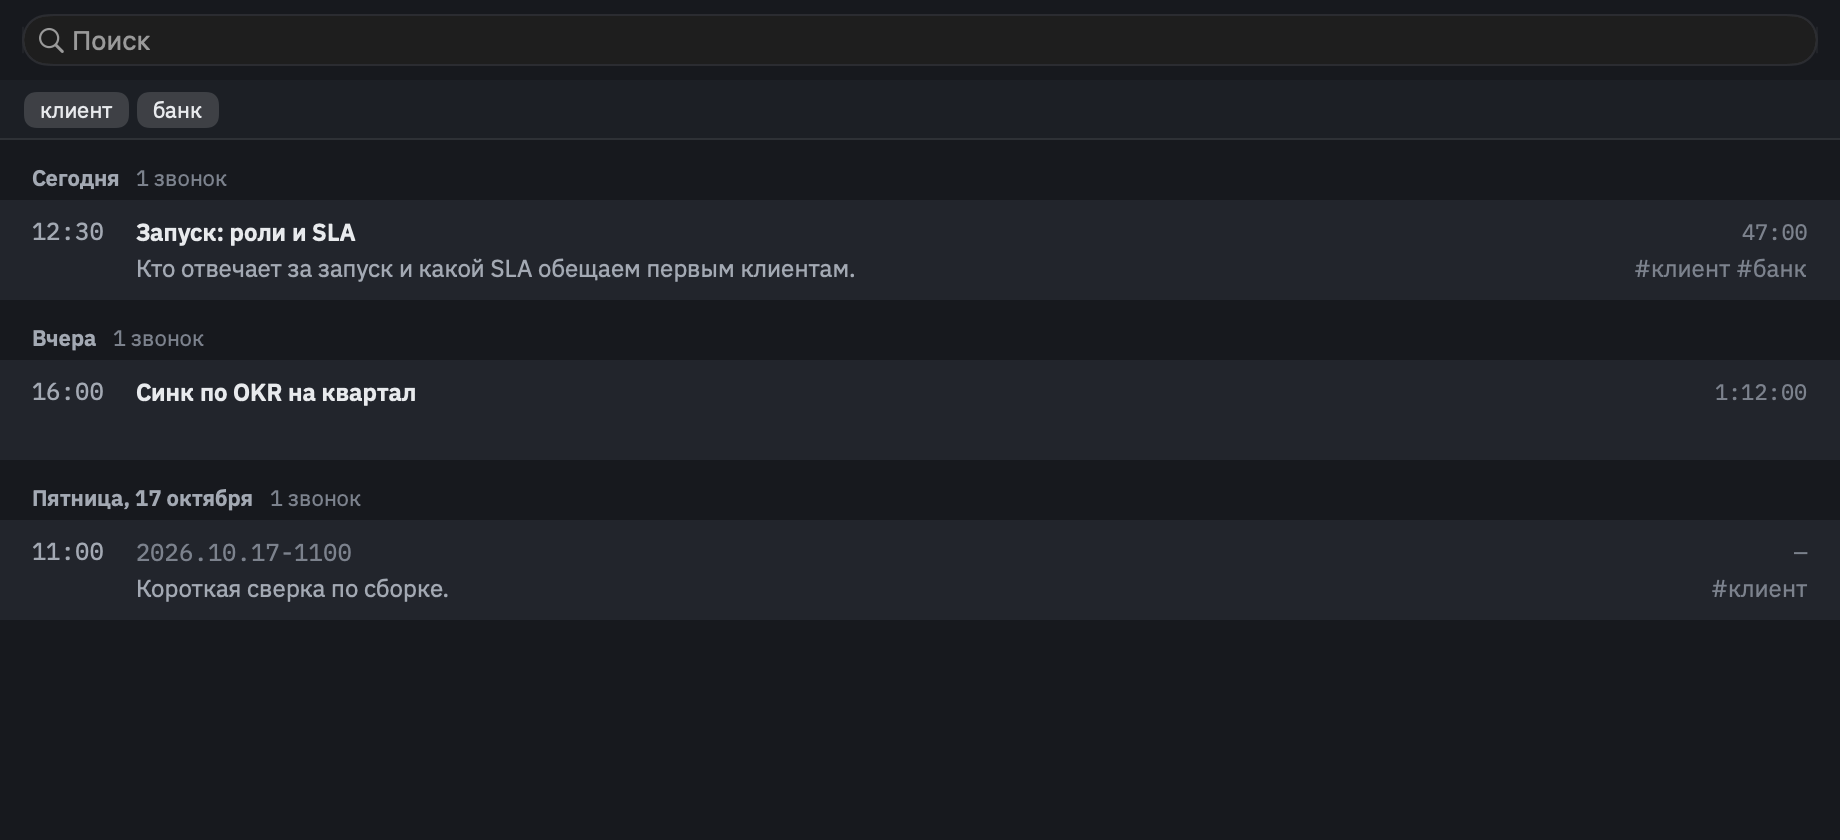 Поиск
клиент банк
Сегодня 1 звонок
12:30 Запуск: роли и SLA 47:00
Кто отвечает за запуск и какой SLA обещаем первым клиентам. #клиент #банк
Вчера 1 звонок
16:00 Синк по OKR на квартал 1:12:00
Пятница, 17 октября 1 звонок
11:00 2026.10.17-1100 —
Короткая сверка по сборке. #клиент